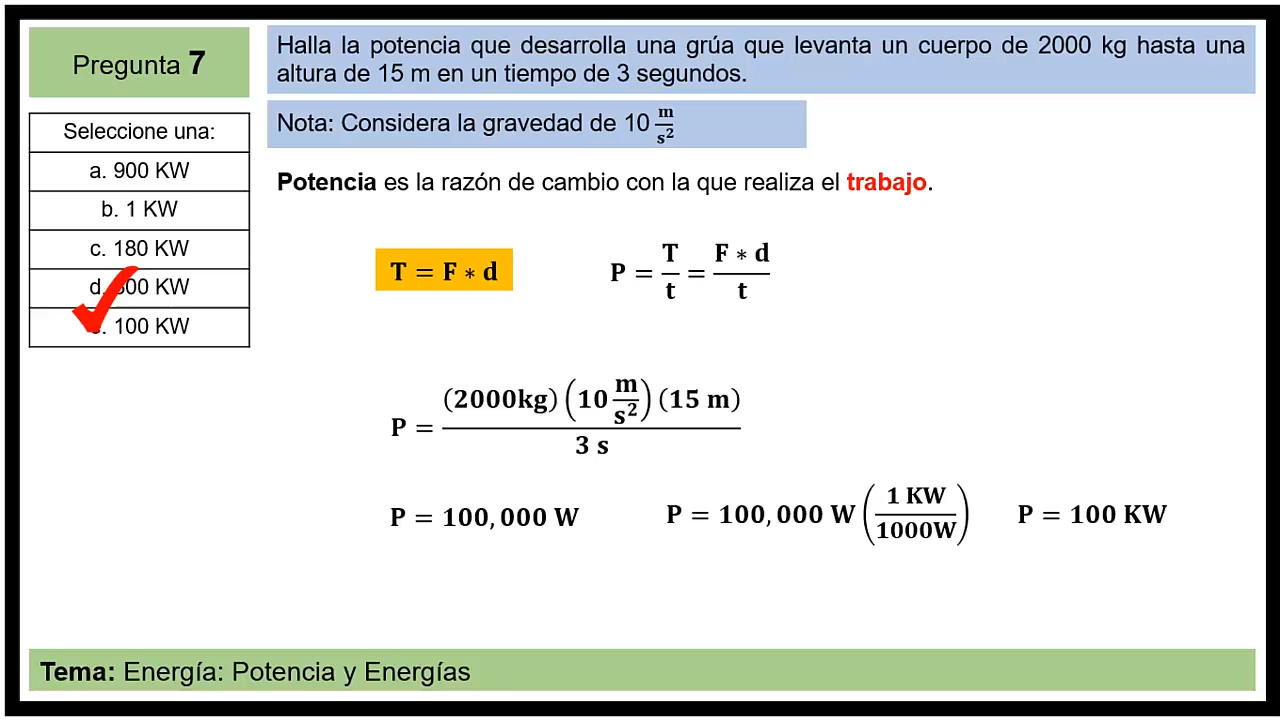 Pregunta 7
Halla la potencia que desarrolla una grúa que levanta un cuerpo de 2000 kg hasta una
altura de 15 m en un tiempo de 3 segundos.
Nota: Considera la gravedad de 10 m/s²
Seleccione una:
a. 900 KW
b. 1 KW
c. 180 KW
d. 00 KW
100 KW
Potencia es la razón de cambio con la que realiza el trabajo.
T = F ∗ d
P = T/t = F ∗ d/t
P = (2000kg)(10 m/s²)(15 m)/3 s
P = 100,000 W
P = 100,000 W (1 KW/1000W)
P = 100 KW
Tema: Energía: Potencia y Energías